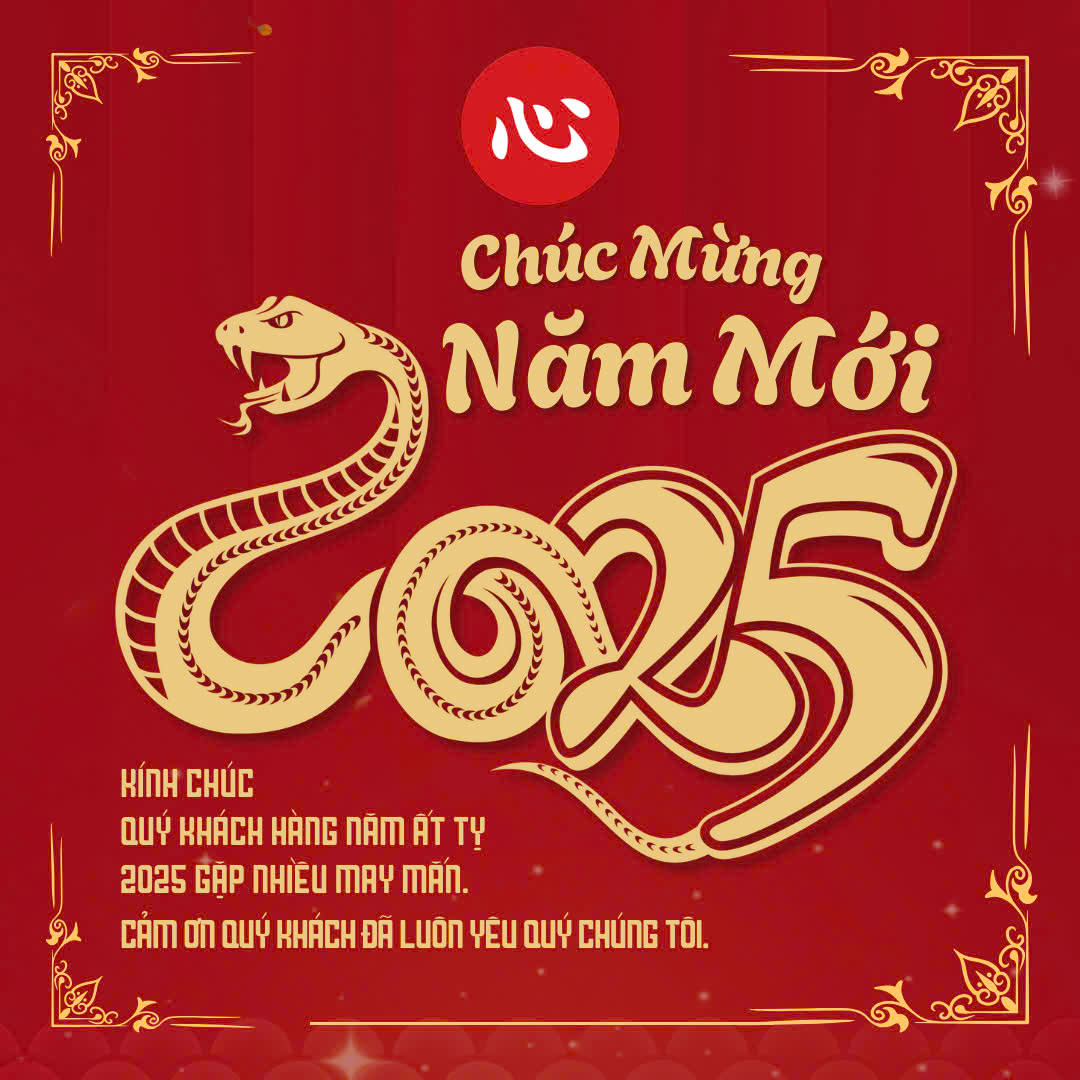 心
Chúc Mừng
Năm Mới
2025
KÍNH CHÚC
QUÝ KHÁCH HÀNG NĂM ẤT TỴ
2025 GẶP NHIỀU MAY MẮN.
CẢM ƠN QUÝ KHÁCH ĐÃ LUÔN YÊU QUÝ CHÚNG TÔI.